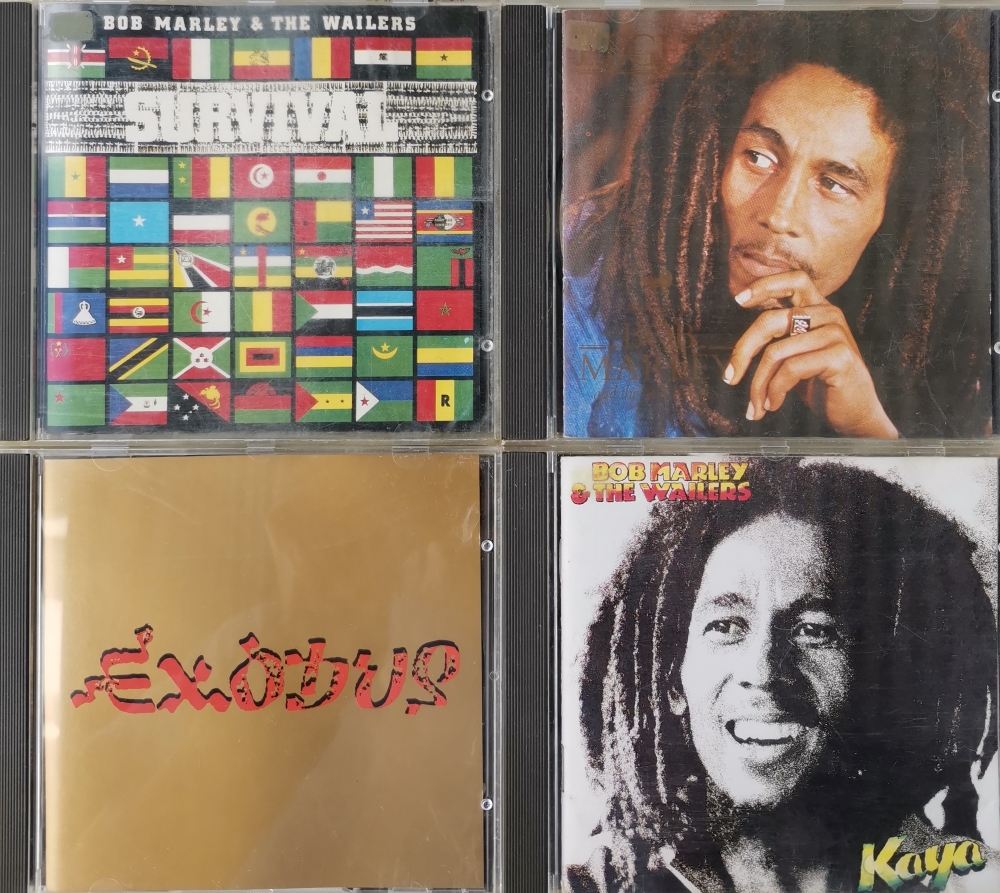 BOB MARLEY & THE WAILERS
SURVIVAL
R
EXODUS
BOB MARLEY
& THE WAILERS
Kaya